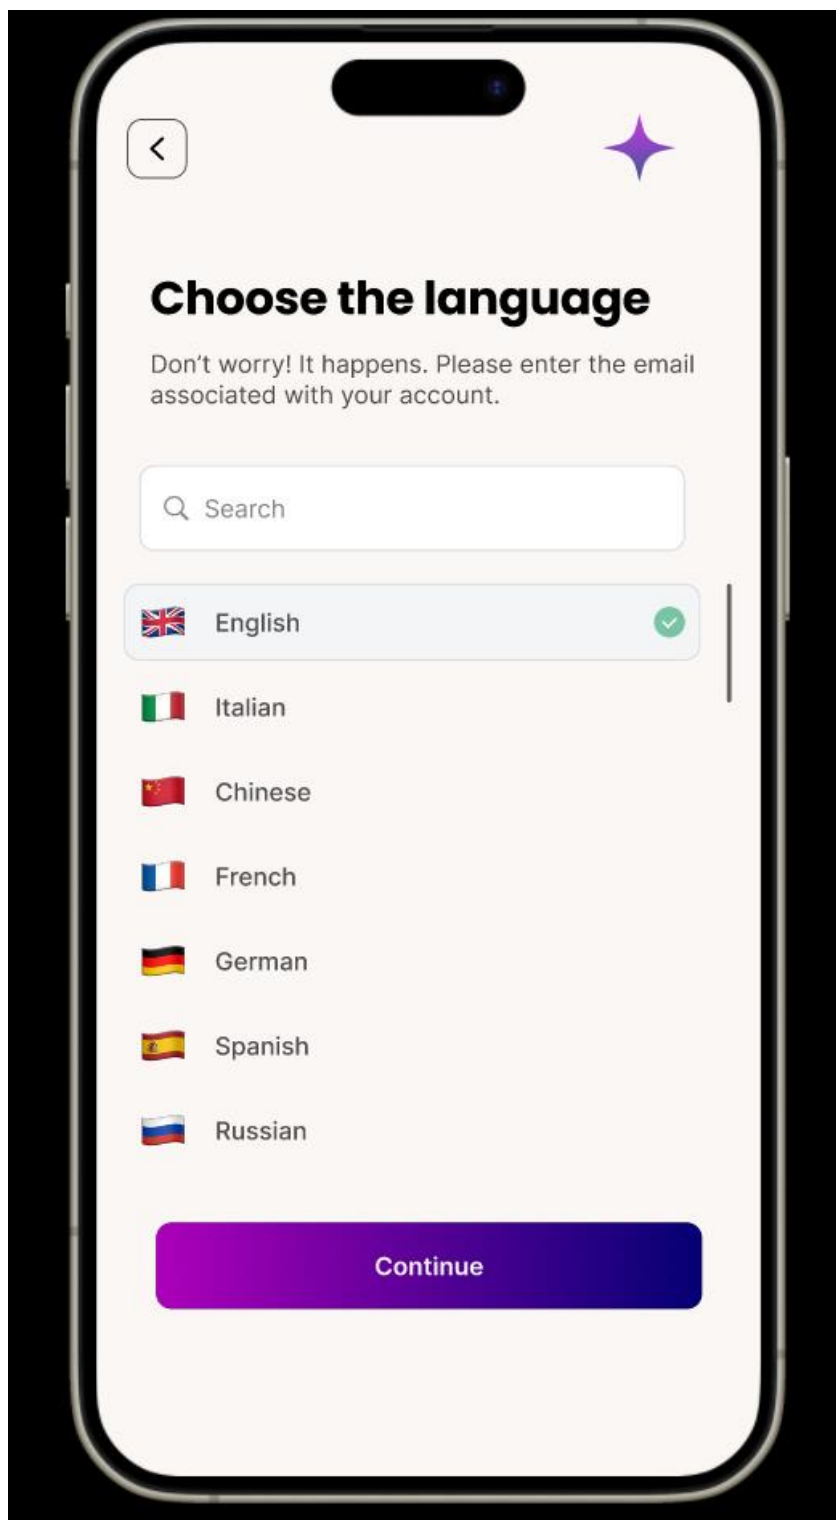 Choose the language
Don't worry! It happens. Please enter the email
associated with your account.
Search
English
Italian
Chinese
French
German
Spanish
Russian
Continue